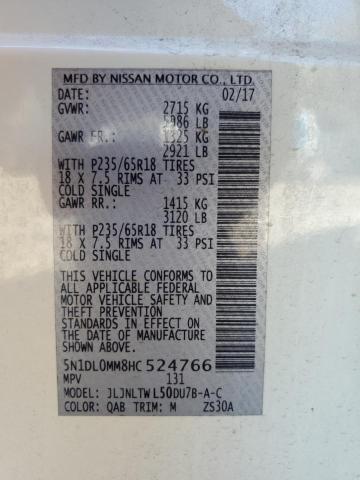 MFD BY NISSAN MOTOR CO., LTD.
DATE: 02/17
GVWR: 2715 KG
5986 LB
GAWR FR.: 1325 KG
2921 LB
WITH P235/65R18 TIRES
18 X 7.5 RIMS AT 33 PSI
COLD SINGLE
GAWR RR.: 1415 KG
3120 LB
WITH P235/65R18 TIRES
18 X 7.5 RIMS AT 33 PSI
COLD SINGLE
THIS VEHICLE CONFORMS TO
ALL APPLICABLE FEDERAL
MOTOR VEHICLE SAFETY AND
THEFT PREVENTION
STANDARDS IN EFFECT ON
THE DATE OF MANUFACTURE
SHOWN ABOVE.
5N1DL0MM8HC524766
MPV 131
MODEL: JLJNLTWL50DU7B-A-C
COLOR: QAB TRIM: M ZS30A